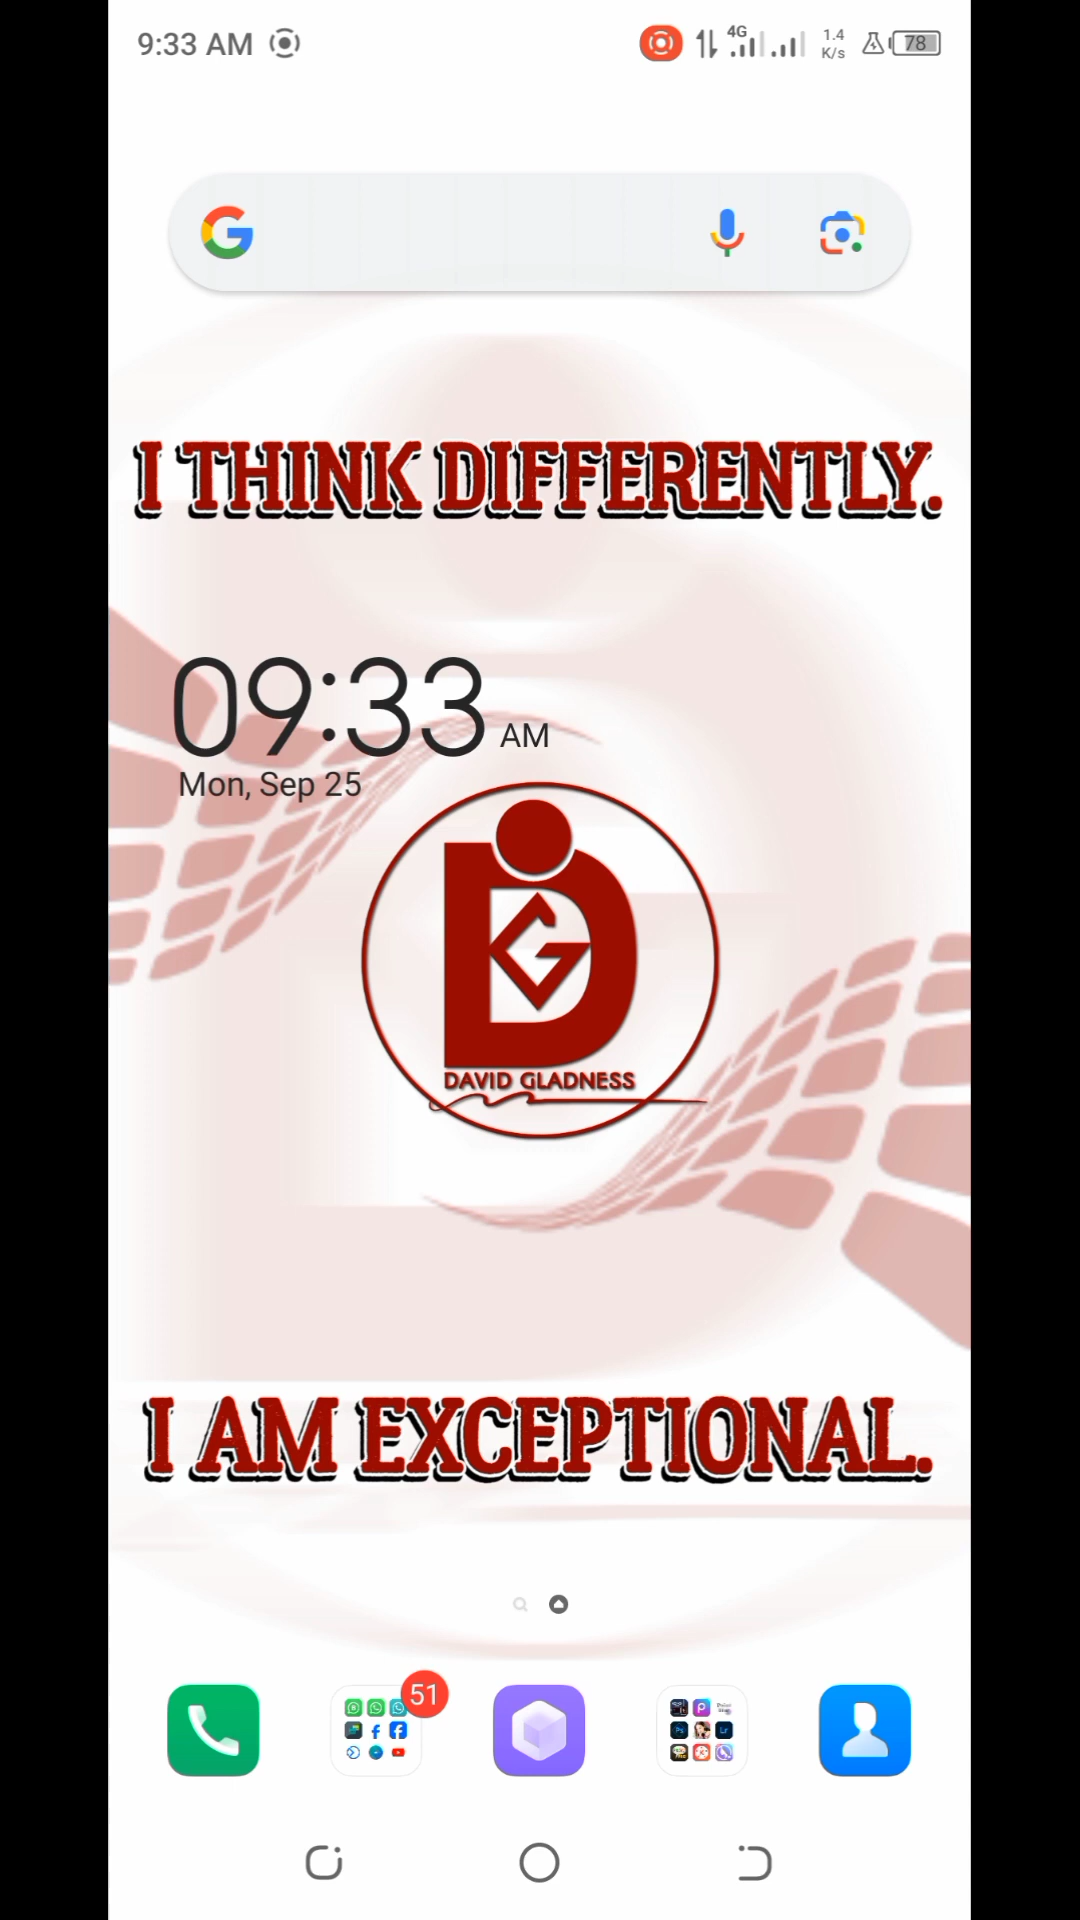 9:33 AM
4G
1.4
K/s
78
I THINK DIFFERENTLY.
09:33 AM
Mon, Sep 25
DAVID GLADNESS
I AM EXCEPTIONAL.
51